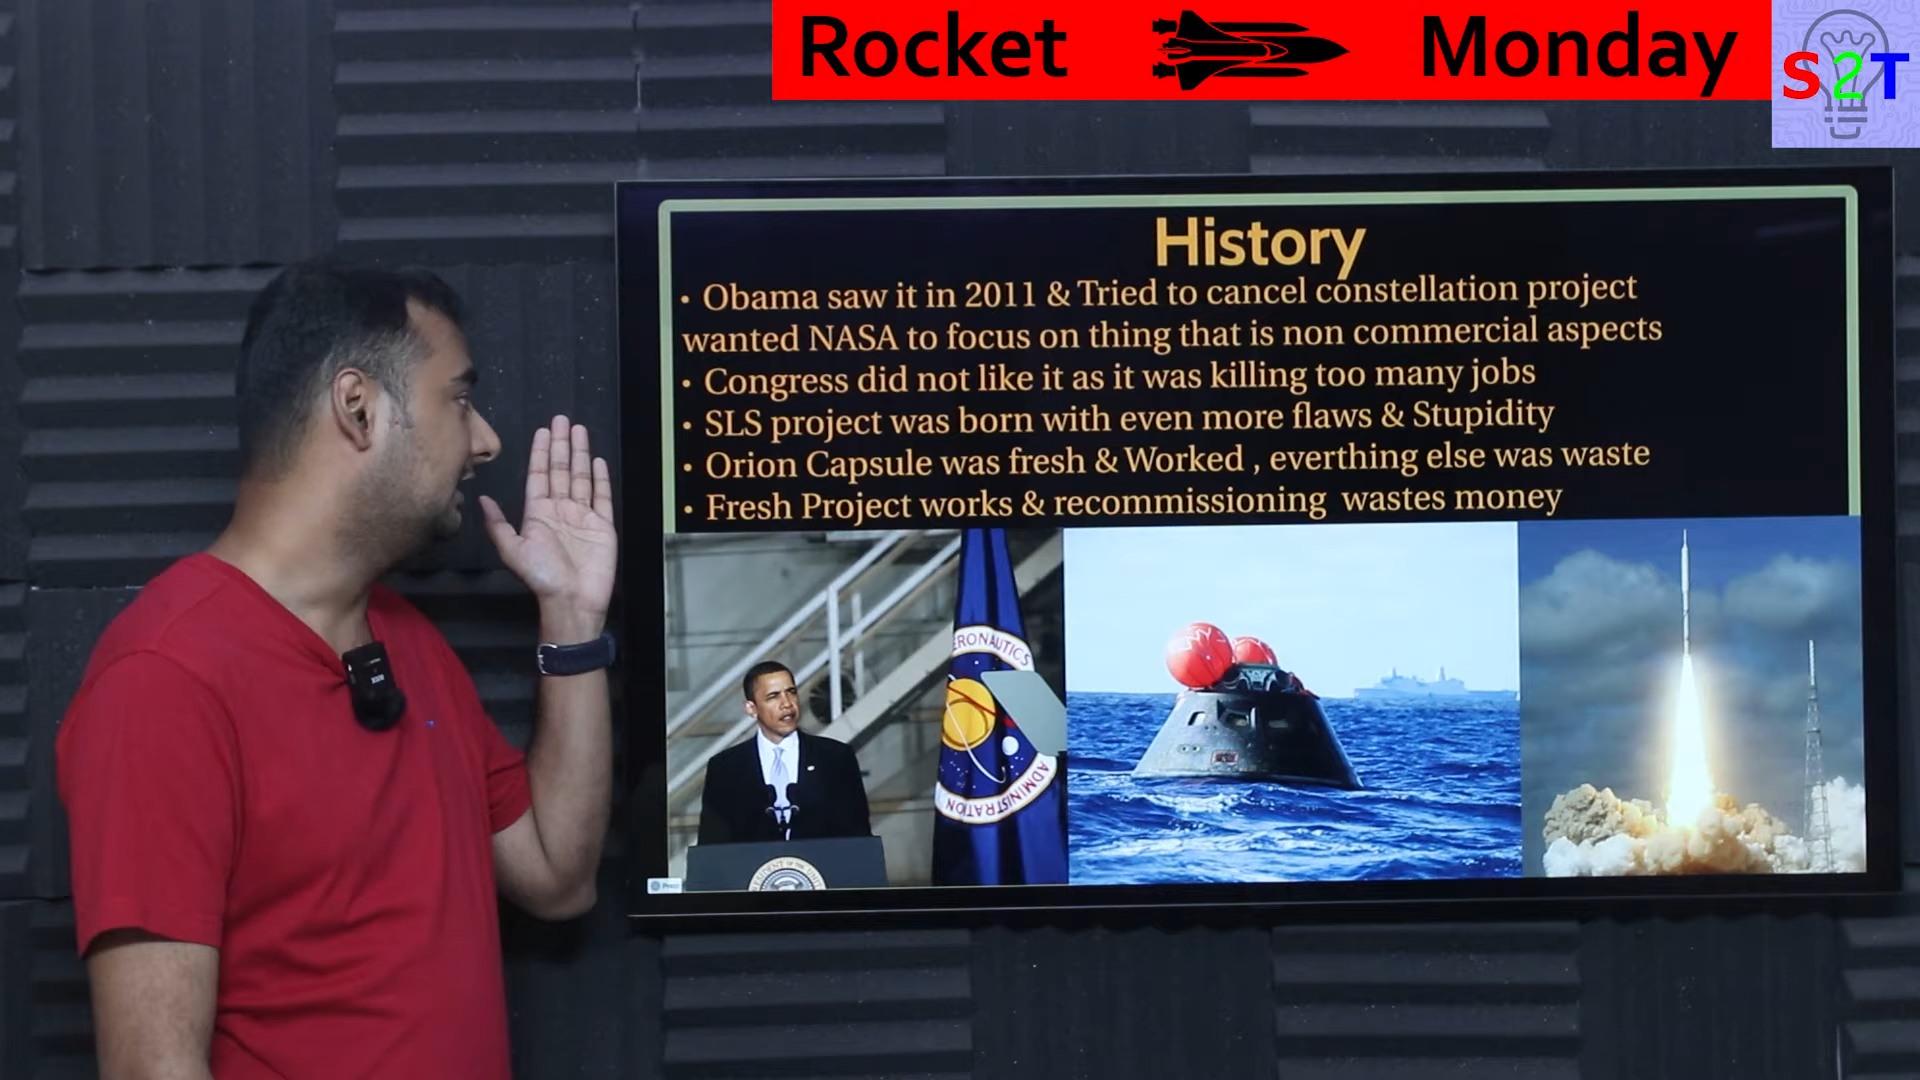 Rocket Monday
S2T
History
• Obama saw it in 2011 & Tried to cancel constellation project
wanted NASA to focus on thing that is non commercial aspects
• Congress did not like it as it was killing too many jobs
• SLS project was born with even more flaws & Stupidity
• Orion Capsule was fresh & Worked , everthing else was waste
• Fresh Project works & recommissioning wastes money
AERONAUTICS
ADMINISTRATION